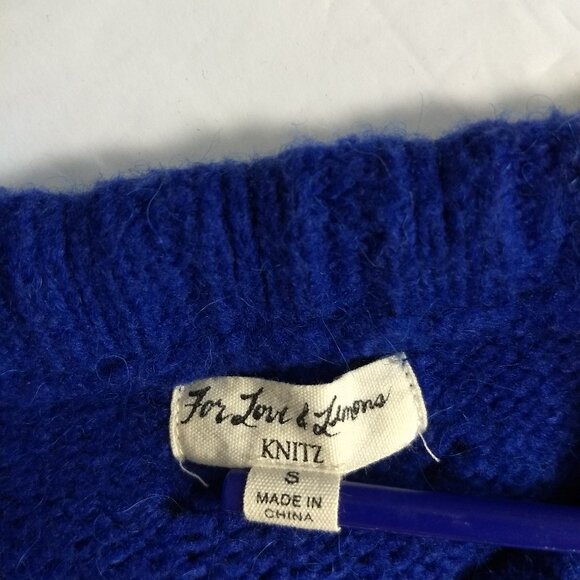 For Love & Lemons
KNITZ
S
MADE IN
CHINA